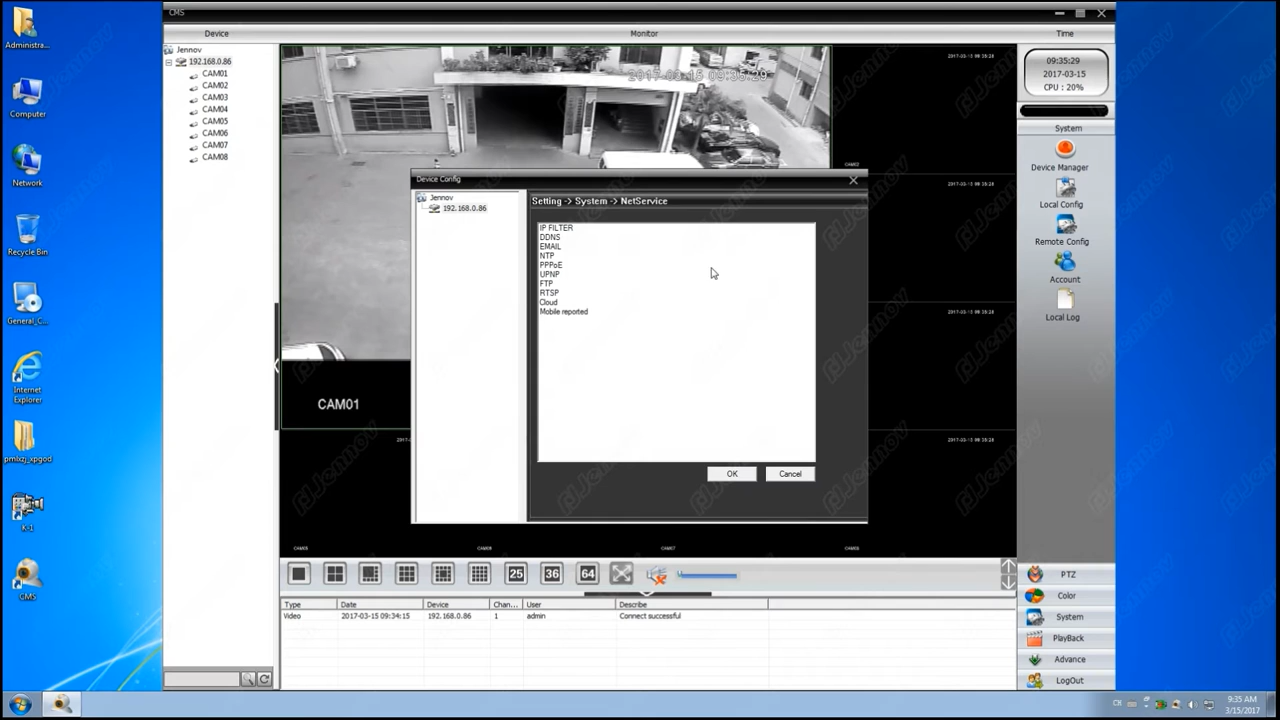 CMS
Device
Monitor
Time
Administra...
Computer
Network
Recycle Bin
General_C...
Internet
Explorer
pmlxzj_xpgod
K-1
CMS
Jennov
192.168.0.86
CAM01
CAM02
CAM03
CAM04
CAM05
CAM06
CAM07
CAM08
2017-03-15 09:35:29
CAM01
Device Config
Jennov
192.168.0.86
Setting -> System -> NetService
IP FILTER
DDNS
EMAIL
NTP
PPPoE
UPNP
FTP
RTSP
Cloud
Mobile reported
OK
Cancel
09:35:29
2017-03-15
CPU : 20%
System
Device Manager
Local Config
Remote Config
Account
Local Log
25
36
64
PTZ
Color
System
PlayBack
Advance
LogOut
Type Date Device Chan... User Describe
Video 2017-03-15 09:34:15 192.168.0.86 1 admin Connect successful
CH
9:35 AM
3/15/2017
Jennov